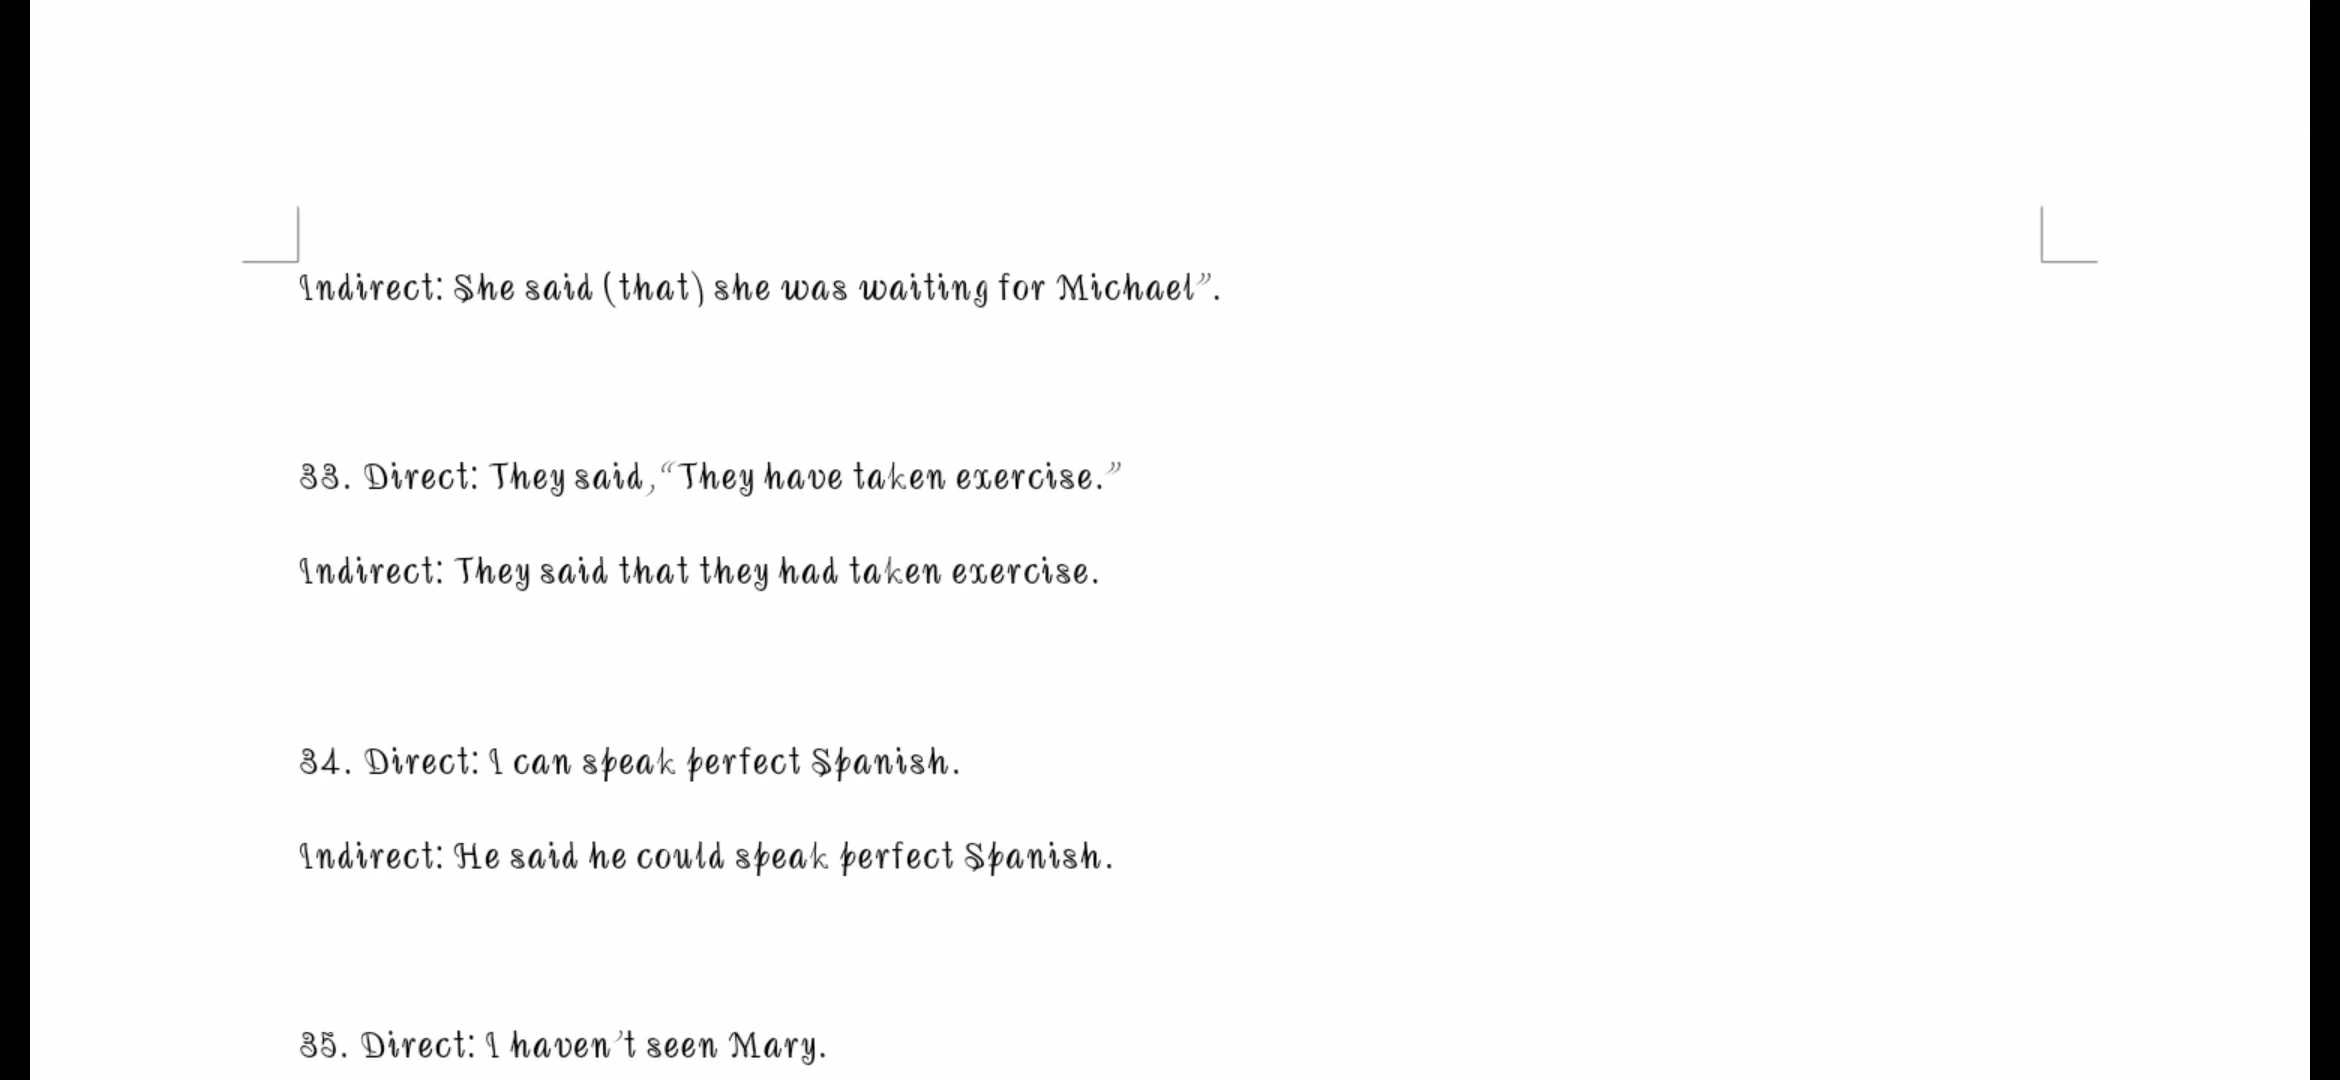 Indirect: She said (that) she was waiting for Michael”.
33. Direct: They said,“They have taken exercise.”
Indirect: They said that they had taken exercise.
34. Direct: I can speak perfect Spanish.
Indirect: He said he could speak perfect Spanish.
35. Direct: I haven’t seen Mary.